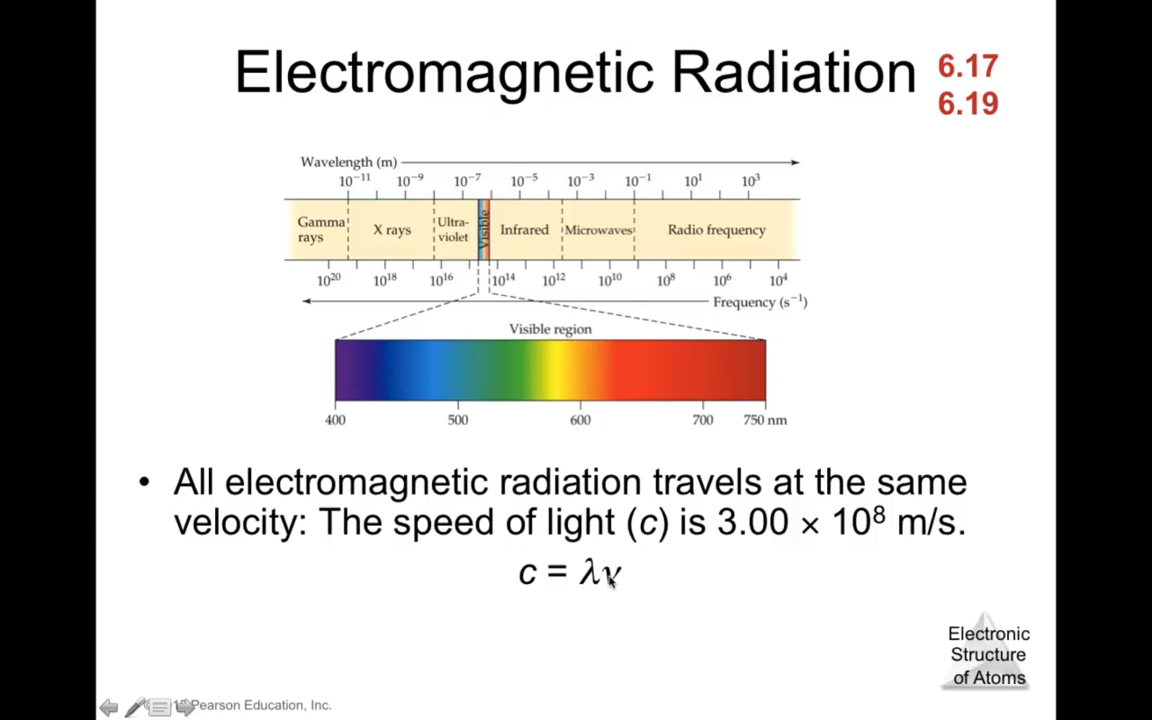 Electromagnetic Radiation
6.17
6.19
Wavelength (m)
10⁻¹¹ 10⁻⁹ 10⁻⁷ 10⁻⁵ 10⁻³ 10⁻¹ 10¹ 10³
Gamma rays X rays Ultra-violet Visible Infrared Microwaves Radio frequency
10²⁰ 10¹⁸ 10¹⁶ 10¹⁴ 10¹² 10¹⁰ 10⁸ 10⁶ 10⁴
Frequency (s⁻¹)
Visible region
400 500 600 700 750 nm
• All electromagnetic radiation travels at the same
velocity: The speed of light (c) is 3.00 × 10⁸ m/s.
c = λν
Electronic
Structure
of Atoms
Pearson Education, Inc.